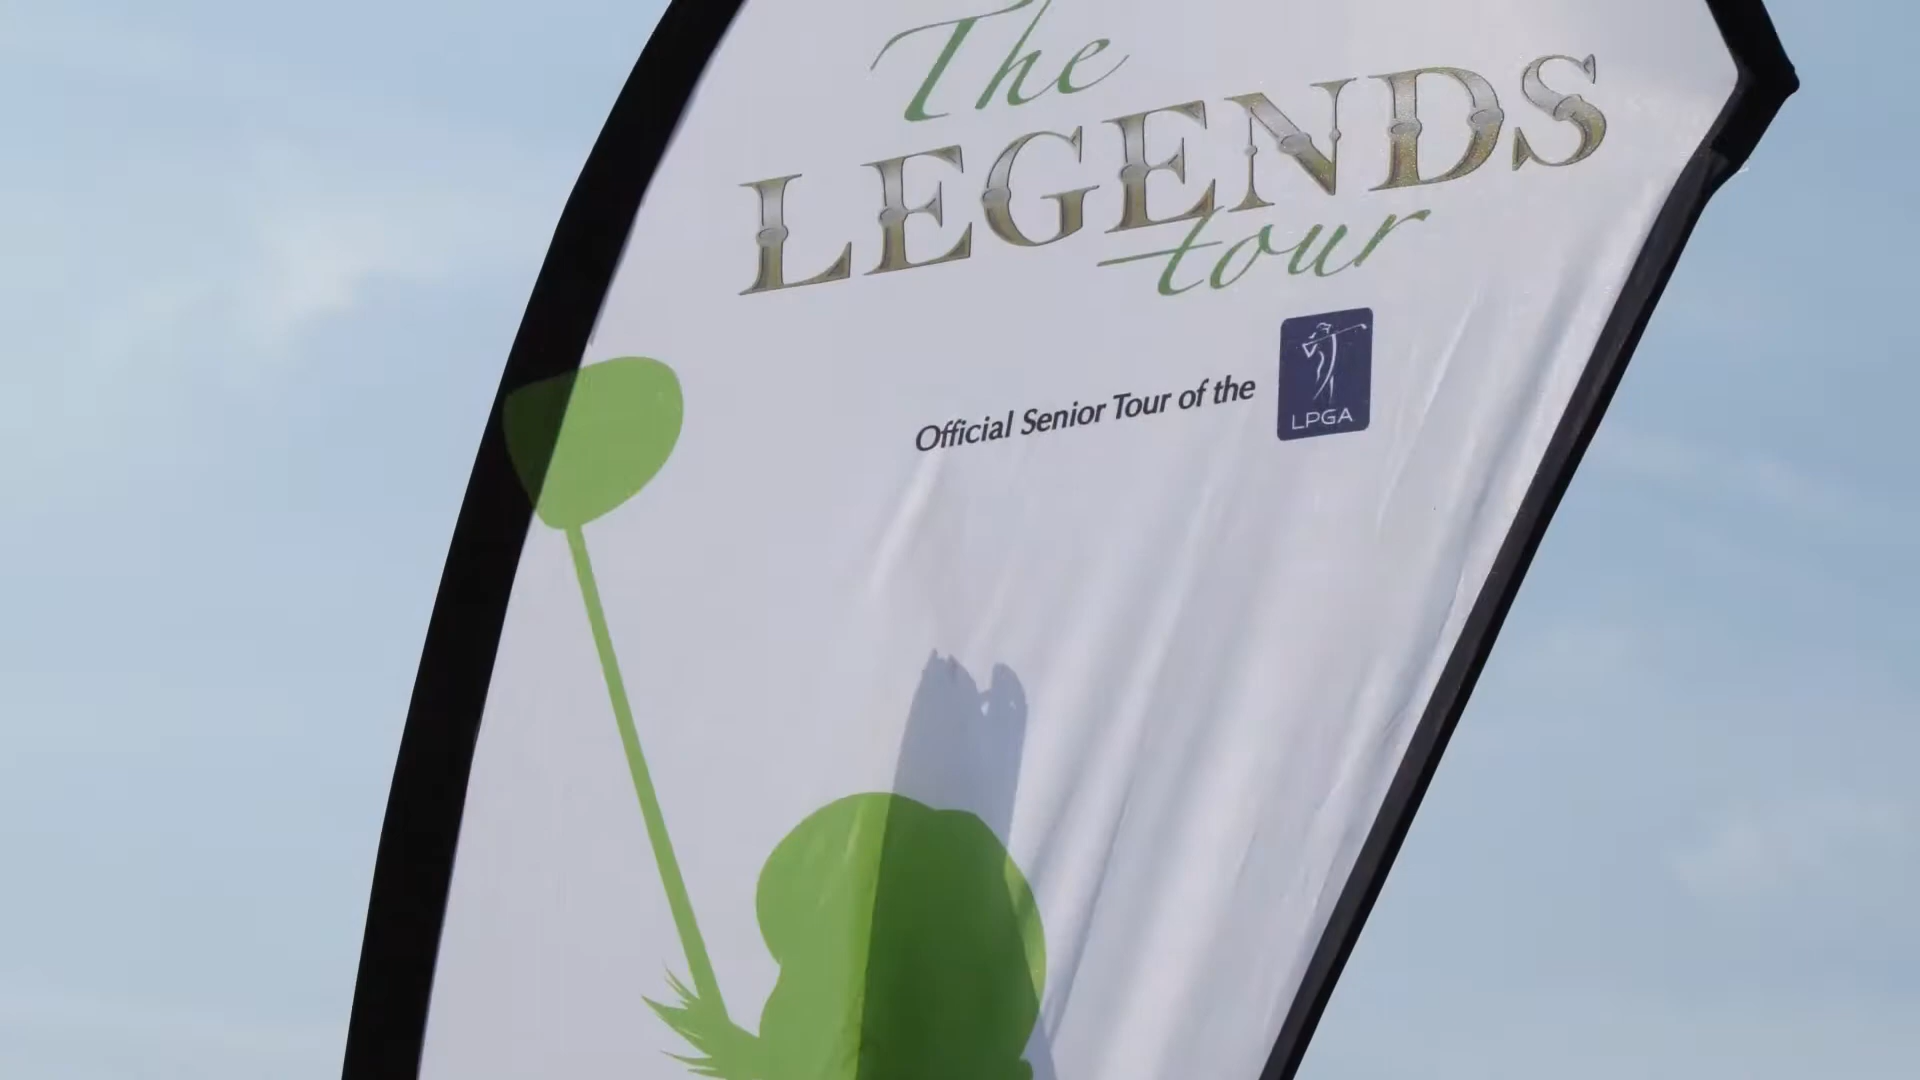 The
LEGENDS
tour
Official Senior Tour of the
LPGA